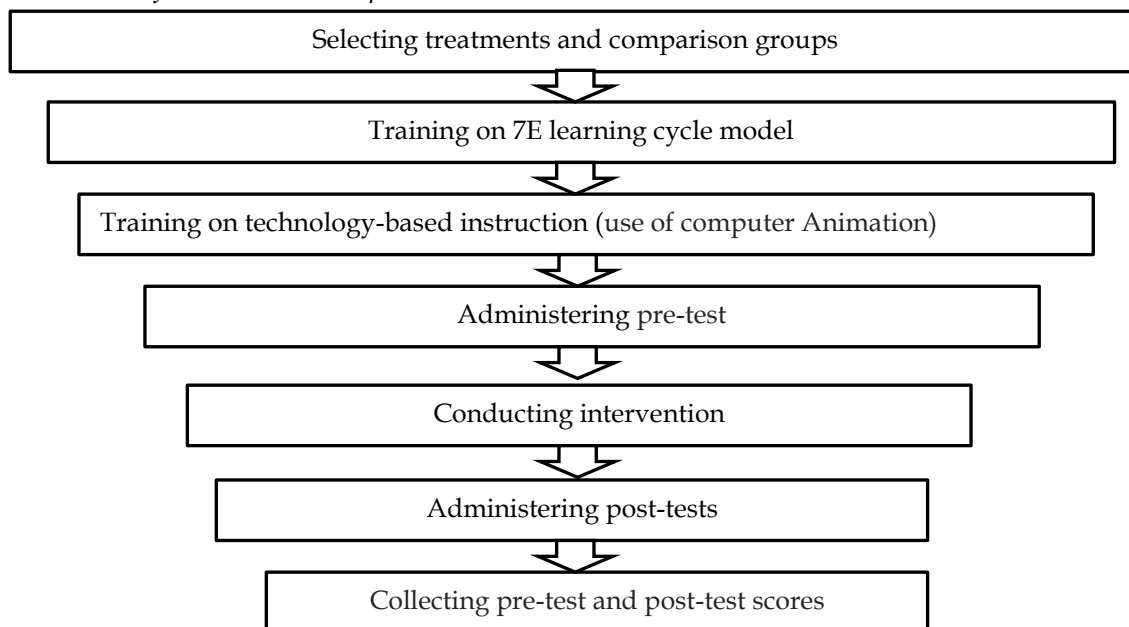 Selecting treatments and comparison groups
Training on 7E learning cycle model
Training on technology-based instruction (use of computer Animation)
Administering pre-test
Conducting intervention
Administering post-tests
Collecting pre-test and post-test scores